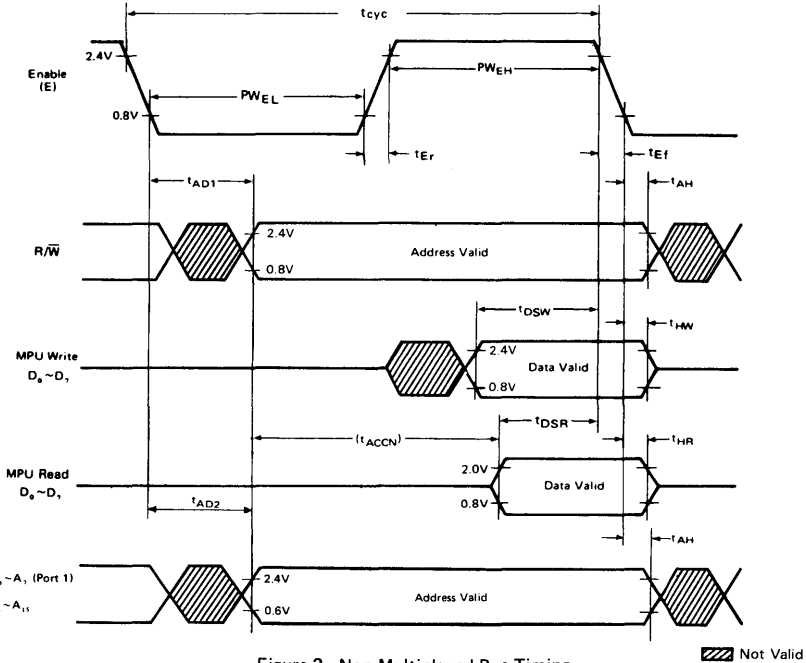 tcyc
2.4V
Enable
(E)
PWEL
PWEH
0.8V
tEr
tEf
tAD1
tAH
R/W̅
2.4V
Address Valid
0.8V
tDSW
tHW
MPU Write
D₀~D₇
2.4V
Data Valid
0.8V
tDSR
(tACCN)
tHR
MPU Read
D₀~D₇
2.0V
Data Valid
0.8V
tAD2
tAH
~A₇ (Port 1)
2.4V
~A₁₅
Address Valid
0.6V
Not Valid
Non-Multiplexed Bus Timing